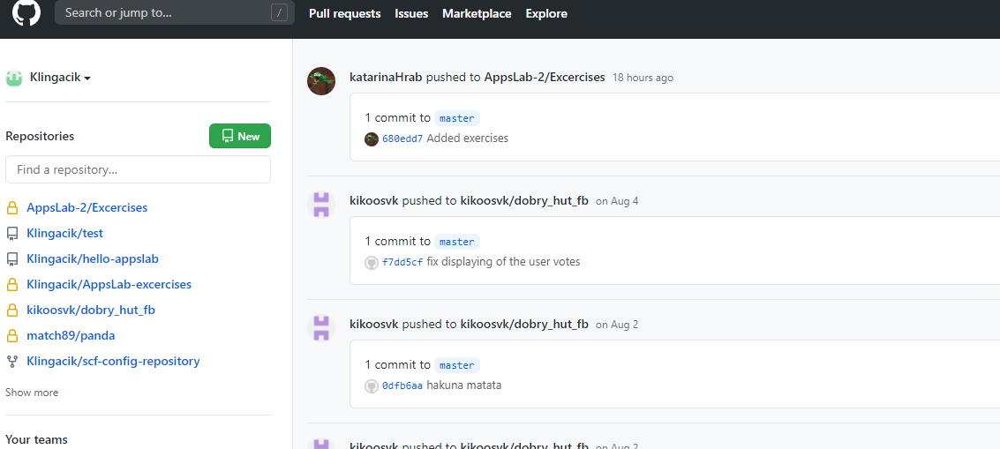 Search or jump to... /
Pull requests Issues Marketplace Explore
Klingacik
Repositories
New
Find a repository...
AppsLab-2/Excercises
Klingacik/test
Klingacik/hello-appslab
Klingacik/AppsLab-excercises
kikoosvk/dobry_hut_fb
match89/panda
Klingacik/scf-config-repository
Show more
Your teams
katarinaHrab pushed to AppsLab-2/Excercises 18 hours ago
1 commit to master
680edd7 Added exercises
kikoosvk pushed to kikoosvk/dobry_hut_fb on Aug 4
1 commit to master
f7dd5cf fix displaying of the user votes
kikoosvk pushed to kikoosvk/dobry_hut_fb on Aug 2
1 commit to master
0dfb6aa hakuna matata
kikoosvk pushed to kikoosvk/dobry_hut_fb on Aug 2